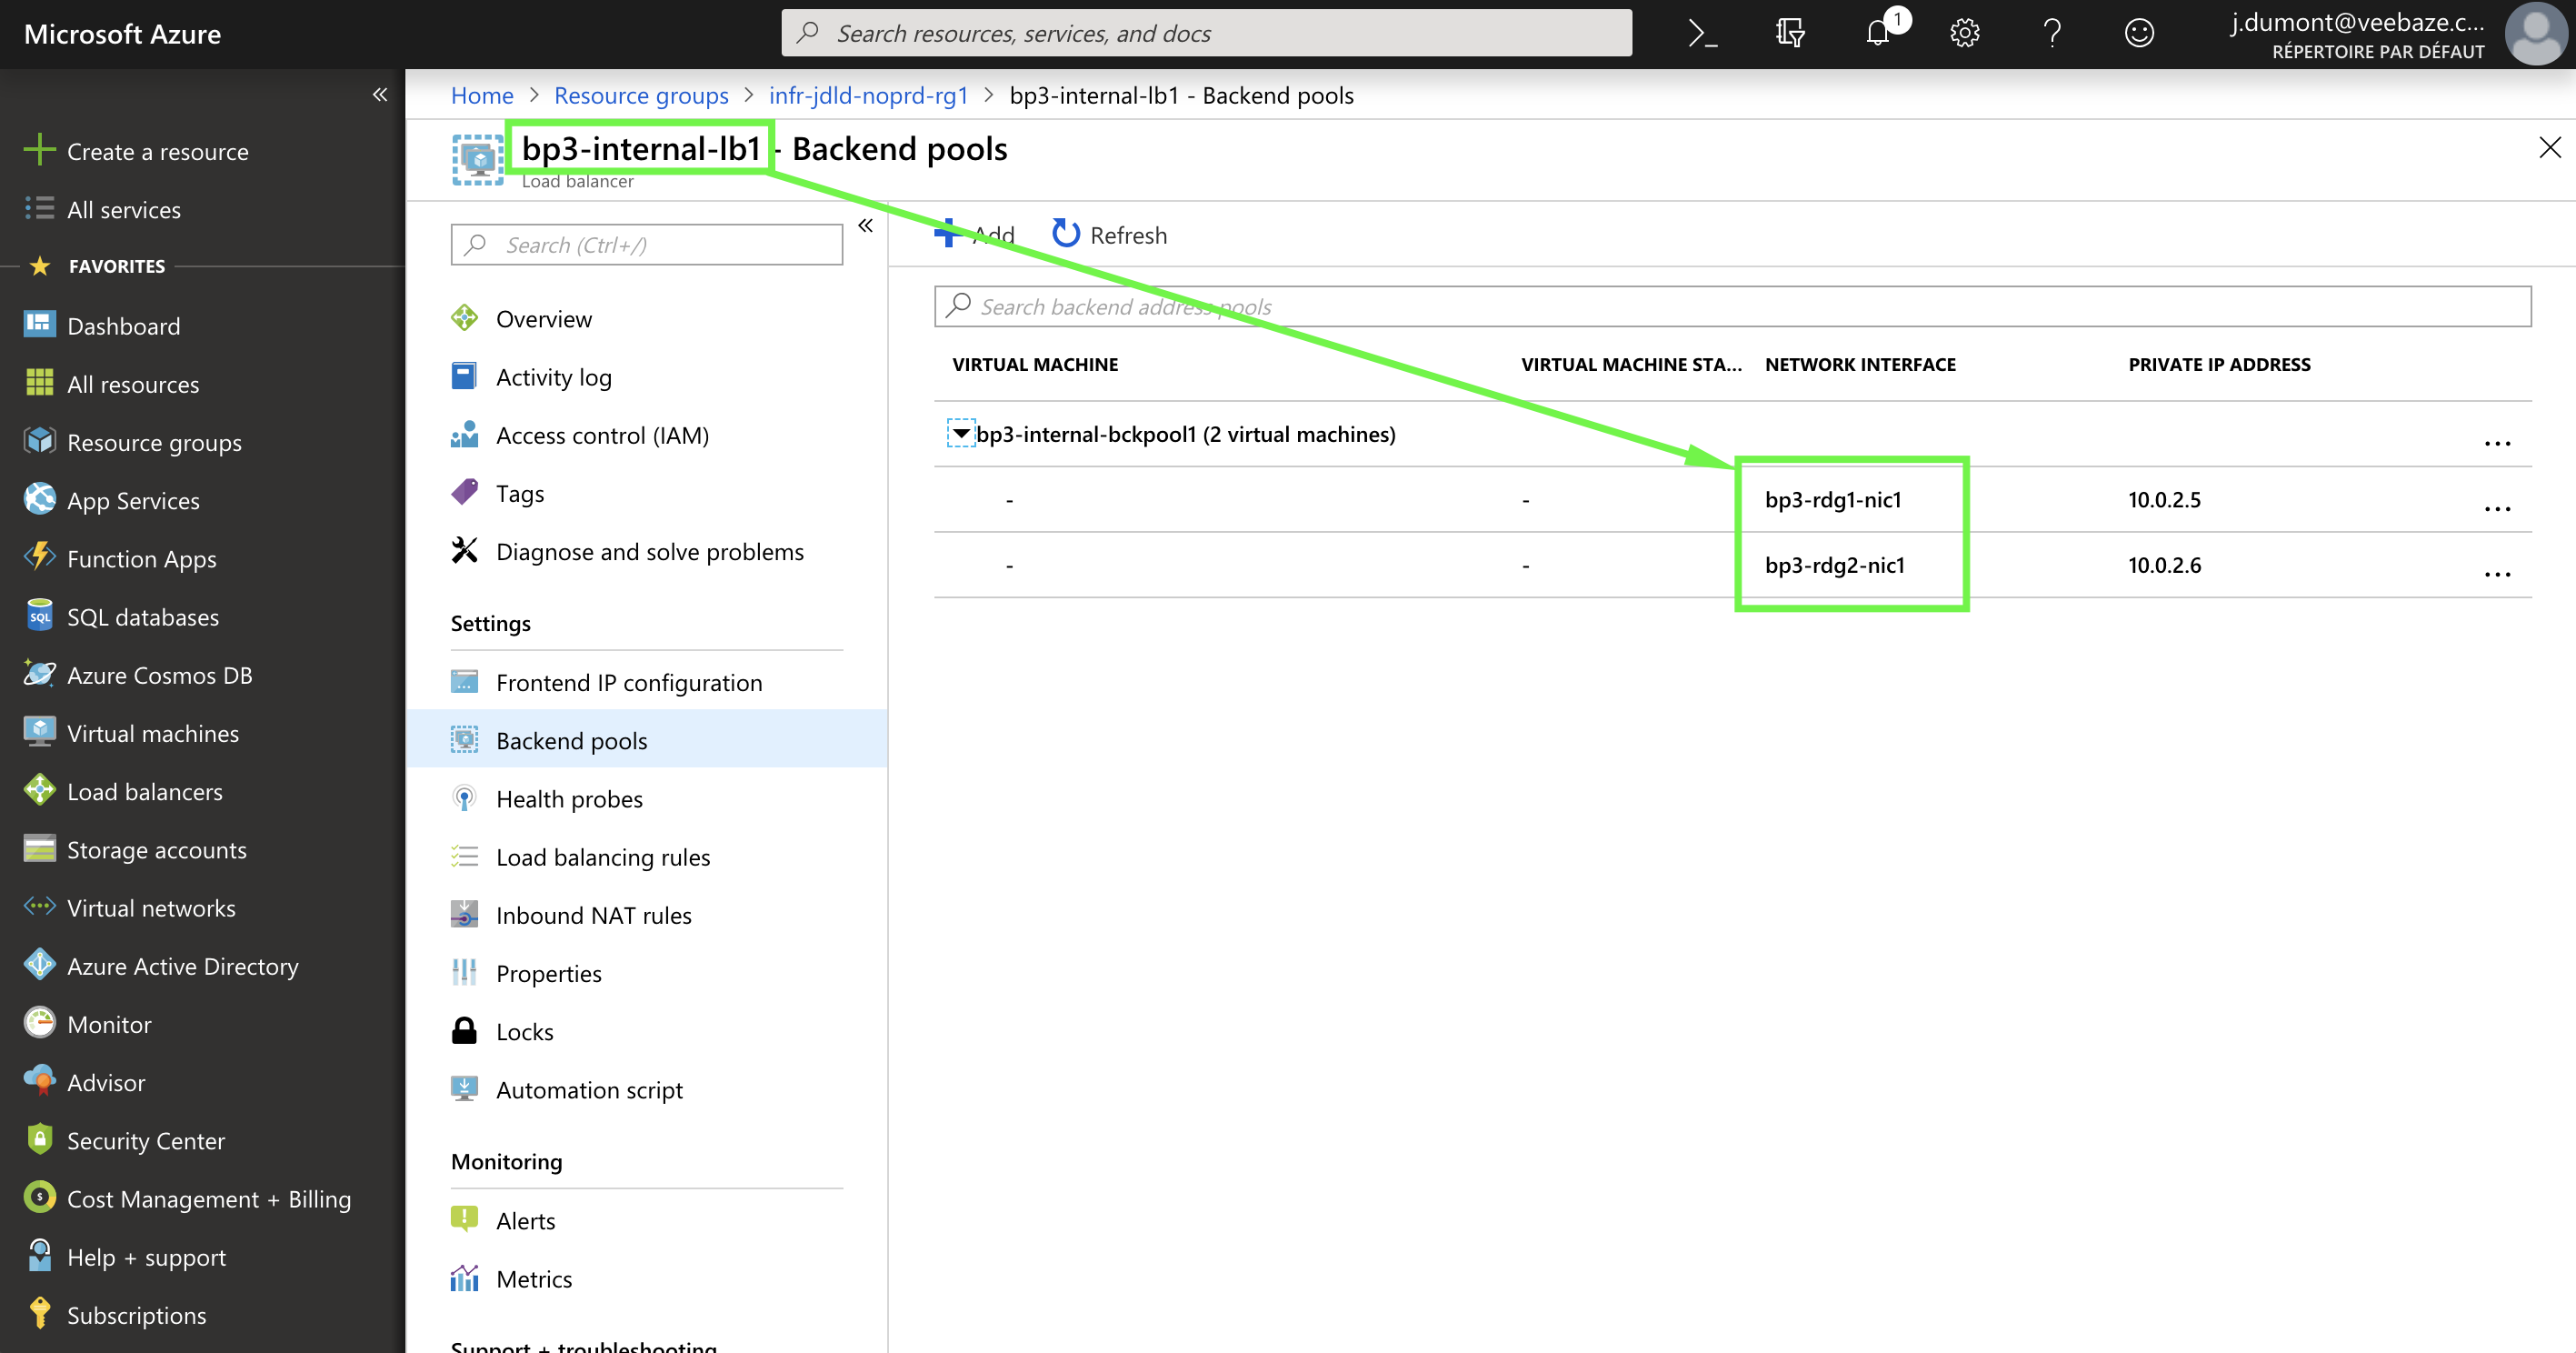 Microsoft Azure
Search resources, services, and docs
1
j.dumont@veebaze.c...
RÉPERTOIRE PAR DÉFAUT
«
Create a resource
All services
FAVORITES
Dashboard
All resources
Resource groups
App Services
Function Apps
SQL
SQL databases
Azure Cosmos DB
Virtual machines
Load balancers
Storage accounts
Virtual networks
Azure Active Directory
Monitor
Advisor
Security Center
Cost Management + Billing
Help + support
Subscriptions
Home > Resource groups > infr-jdld-noprd-rg1 > bp3-internal-lb1 - Backend pools
bp3-internal-lb1 - Backend pools
Load balancer
Search (Ctrl+/)
«
Overview
Activity log
Access control (IAM)
Tags
Diagnose and solve problems
Settings
Frontend IP configuration
Backend pools
Health probes
Load balancing rules
Inbound NAT rules
Properties
Locks
Automation script
Monitoring
Alerts
Metrics
Support + troubleshooting
Add
Refresh
Search backend address pools
VIRTUAL MACHINE VIRTUAL MACHINE STA... NETWORK INTERFACE PRIVATE IP ADDRESS
bp3-internal-bckpool1 (2 virtual machines) ...
- - bp3-rdg1-nic1 10.0.2.5 ...
- - bp3-rdg2-nic1 10.0.2.6 ...